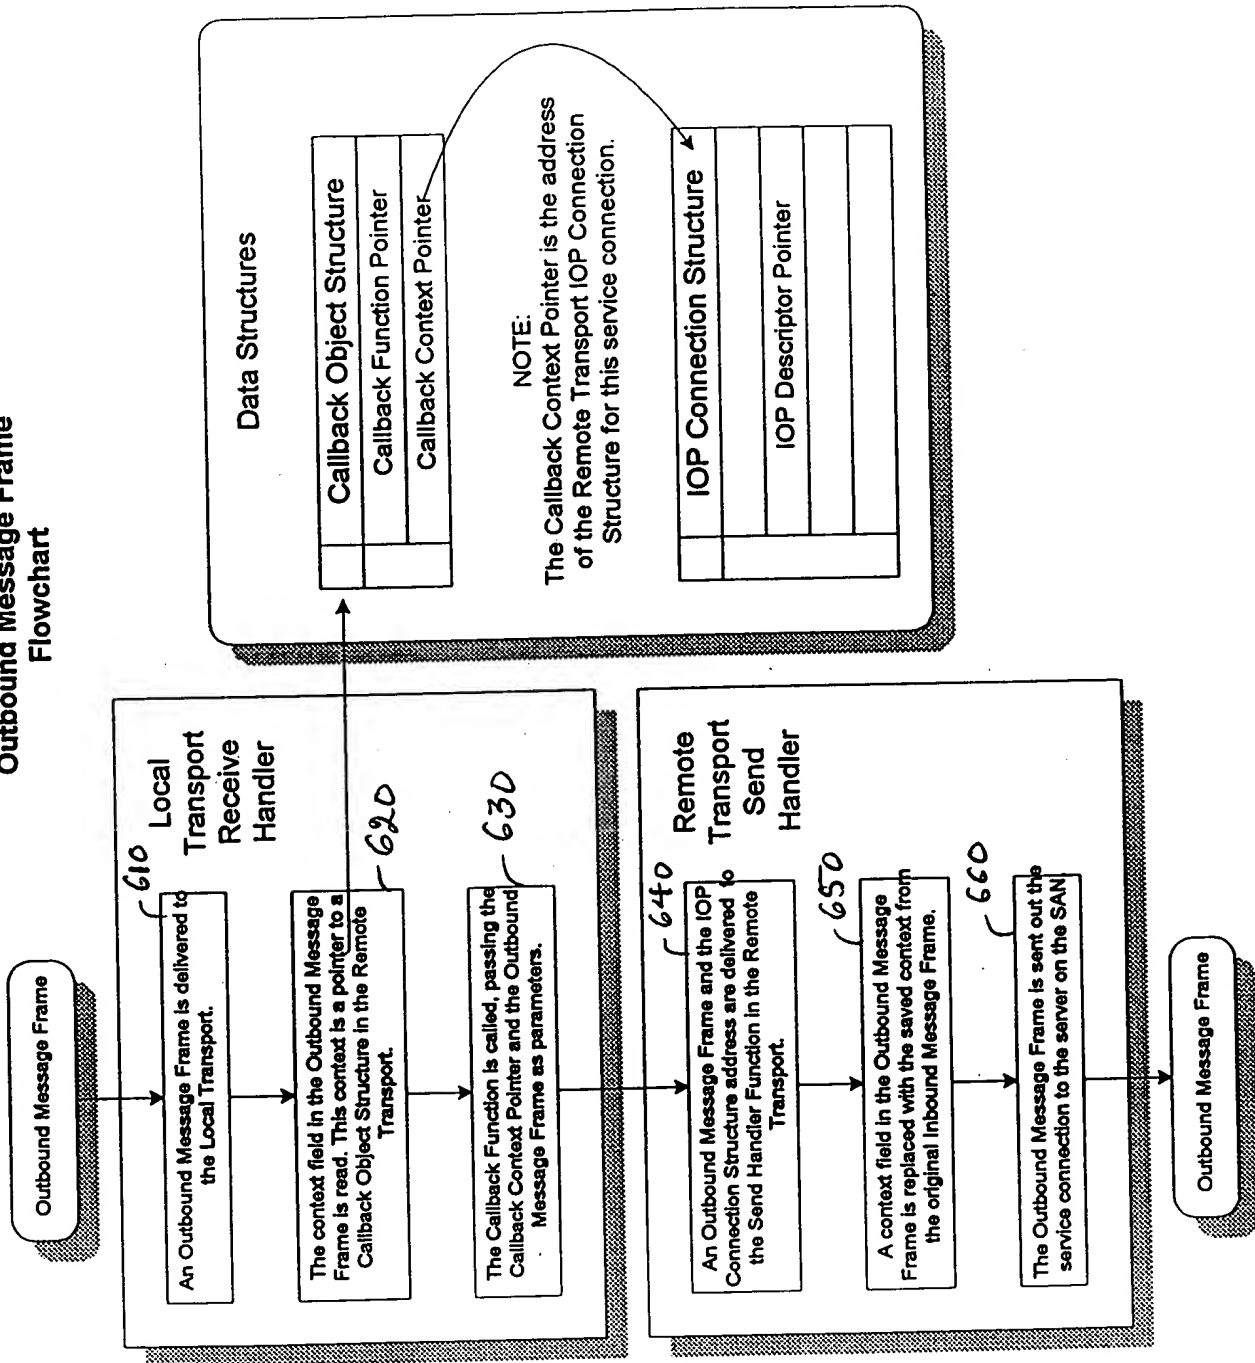 Outbound Message Frame
Flowchart
Outbound Message Frame
Local
Transport
Receive
Handler
610
An Outbound Message Frame is delivered to
the Local Transport.
620
The context field in the Outbound Message
Frame is read. This context is a pointer to a
Callback Object Structure in the Remote
Transport.
630
The Callback Function is called, passing the
Callback Context Pointer and the Outbound
Message Frame as parameters.
Remote
Transport
Send
Handler
640
An Outbound Message Frame and the IOP
Connection Structure address are delivered to
the Send Handler Function in the Remote
Transport.
650
A context field in the Outbound Message
Frame is replaced with the saved context from
the original Inbound Message Frame.
660
The Outbound Message Frame is sent out the
service connection to the server on the SAN.
Outbound Message Frame
Data Structures
Callback Object Structure
Callback Function Pointer
Callback Context Pointer
NOTE:
The Callback Context Pointer is the address
of the Remote Transport IOP Connection
Structure for this service connection.
IOP Connection Structure
IOP Descriptor Pointer